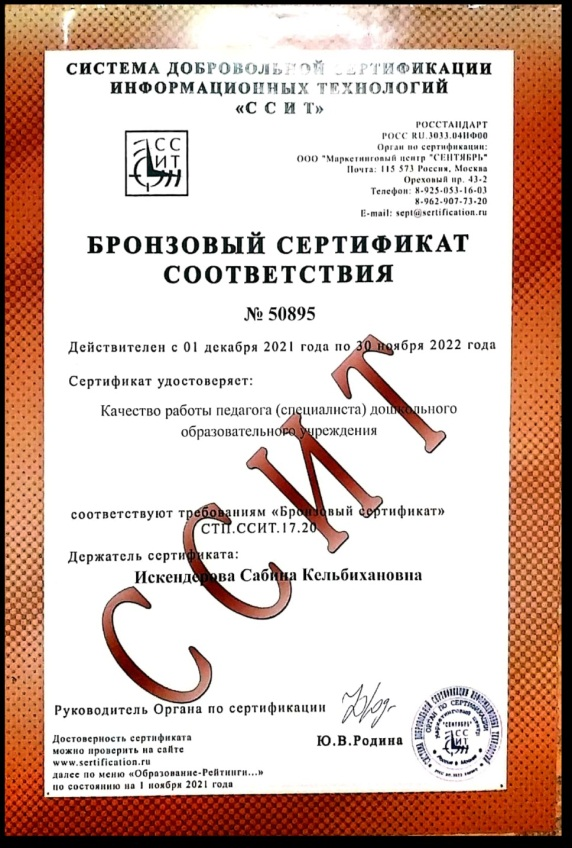 СИСТЕМА ДОБРОВОЛЬНОЙ СЕРТИФИКАЦИИ
ИНФОРМАЦИОННЫХ ТЕХНОЛОГИЙ
«С С И Т»
СС
ИТ
РОССТАНДАРТ
РОСС RU.3033.04ИФ00
Орган по сертификации:
ООО "Маркетинговый центр "СЕНТЯБРЬ"
Почта: 115 573 Россия, Москва
Ореховый пр. 43-2
Телефон: 8-925-053-16-03
8-962-907-73-20
E-mail: sept@sertification.ru
БРОНЗОВЫЙ СЕРТИФИКАТ
СООТВЕТСТВИЯ
№ 50895
Действителен с 01 декабря 2021 года по 30 ноября 2022 года
Сертификат удостоверяет:
Качество работы педагога (специалиста) дошкольного
образовательного учреждения
ССИТ
соответствуют требованиям «Бронзовый сертификат»
СТП.ССИТ.17.20
Держатель сертификата:
Искендерова Сабина Кельбихановна
Руководитель Органа по сертификации
Ю.В.Родина
Достоверность сертификата
можно проверить на сайте
www.sertification.ru
далее по меню «Образование-Рейтинги...»
по состоянию на 1 ноября 2021 года
"СЕНТЯБРЬ"
СС
ИТ